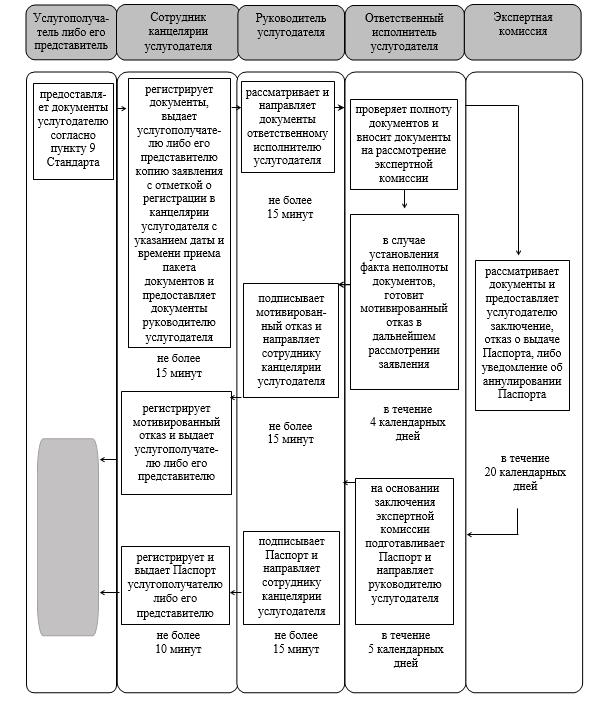 Услугополуча-
тель либо его
представитель
Сотрудник
канцелярии
услугодателя
Руководитель
услугодателя
Ответственный
исполнитель
услугодателя
Экспертная
комиссия
предоставля-
ет документы
услугодателю
согласно
пункту 9
Стандарта
регистрирует
документы,
выдает
услугополучате-
лю либо его
представителю
копию заявления
с отметкой о
регистрации в
канцелярии
услугодателя с
указанием даты и
времени приема
пакета
документов и
предоставляет
документы
руководителю
услугодателя
не более
15 минут
рассматривает и
направляет
документы
ответственному
исполнителю
услугодателя
не более
15 минут
проверяет полноту
документов и
вносит документы
на рассмотрение
экспертной
комиссии
в случае
установления
факта неполноты
документов,
готовит
мотивированный
отказ в
дальнейшем
рассмотрении
заявления
в течение
4 календарных
дней
рассматривает
документы и
предоставляет
услугодателю
заключение,
отказ о выдаче
Паспорта, либо
уведомление об
аннулировании
Паспорта
в течение
20 календарных
дней
подписывает
мотивирован-
ный отказ и
направляет
сотруднику
канцелярии
услугодателя
не более
15 минут
регистрирует
мотивированный
отказ и выдает
услугополучате-
лю либо его
представителю
на основании
заключения
экспертной
комиссии
подготавливает
Паспорт и
направляет
руководителю
услугодателя
в течение
5 календарных
дней
подписывает
Паспорт и
направляет
сотруднику
канцелярии
услугодателя
не более
15 минут
регистрирует и
выдает Паспорт
услугополучателю
либо его
представителю
не более
10 минут